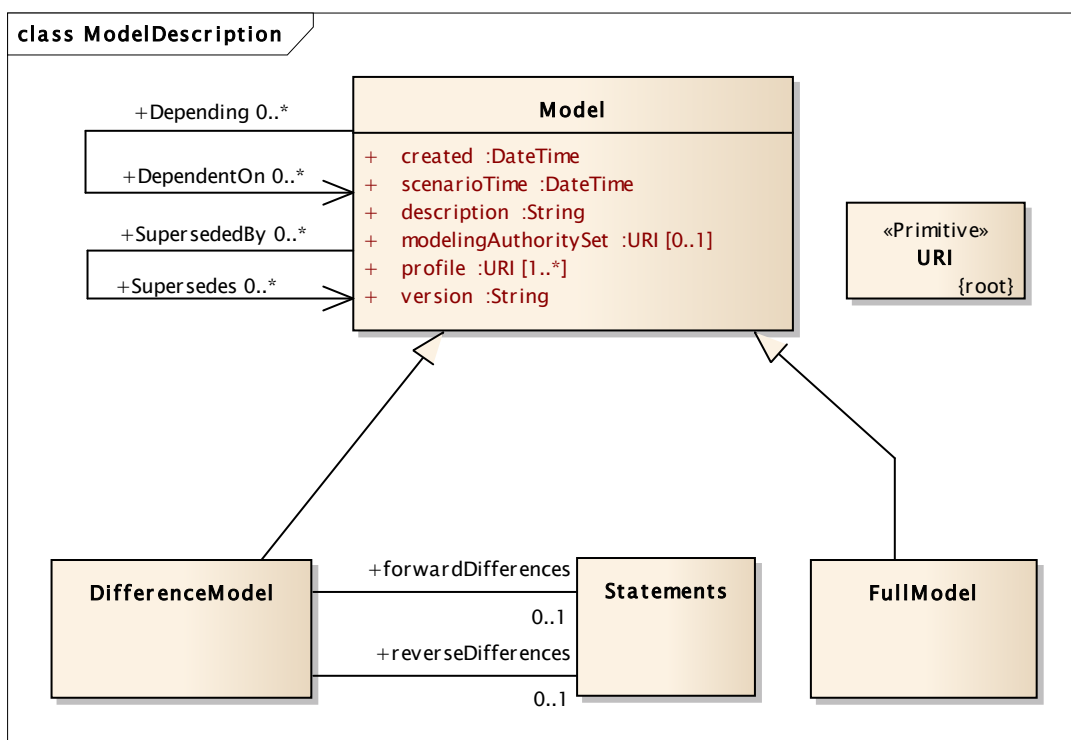 class ModelDescription
Model
+ created :DateTime
+ scenarioTime :DateTime
+ description :String
+ modelingAuthoritySet :URI [0..1]
+ profile :URI [1..*]
+ version :String
+Depending 0..*
+DependentOn 0..*
+SupersededBy 0..*
+Supersedes 0..*
«Primitive»
URI
{root}
DifferenceModel
+forwardDifferences
0..1
+reverseDifferences
0..1
Statements
FullModel